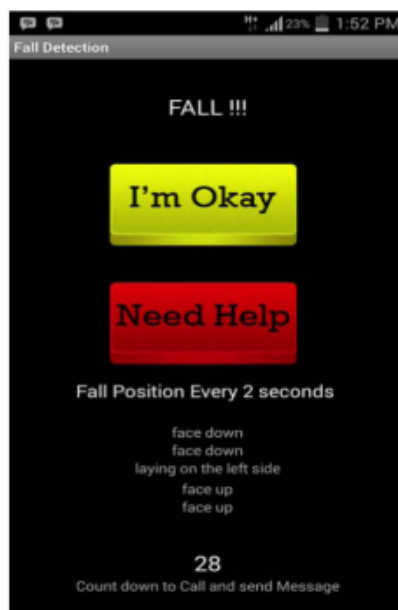 H+ 23% 1:52 PM
Fall Detection
FALL !!!
I'm Okay
Need Help
Fall Position Every 2 seconds
face down
face down
laying on the left side
face up
face up
28
Count down to Call and send Message